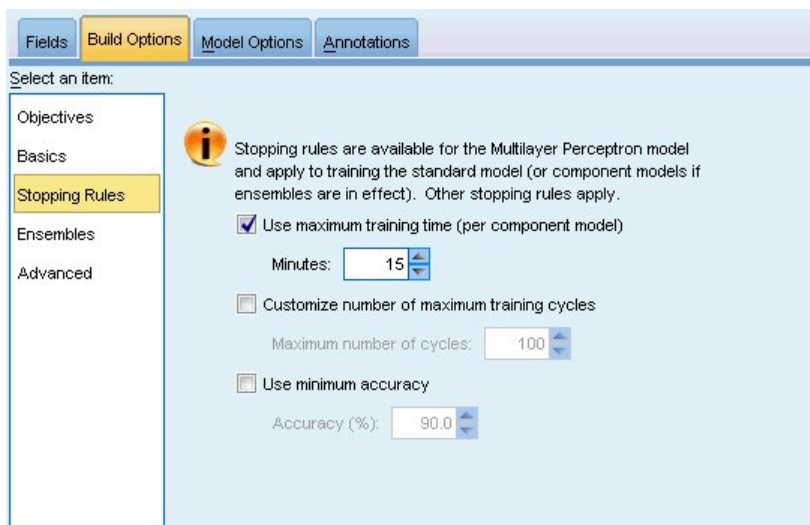 Fields Build Options Model Options Annotations
Select an item:
Objectives
Basics
Stopping Rules
Ensembles
Advanced
Stopping rules are available for the Multilayer Perceptron model
and apply to training the standard model (or component models if
ensembles are in effect). Other stopping rules apply.
Use maximum training time (per component model)
Minutes: 15
Customize number of maximum training cycles
Maximum number of cycles: 100
Use minimum accuracy
Accuracy (%): 90.0